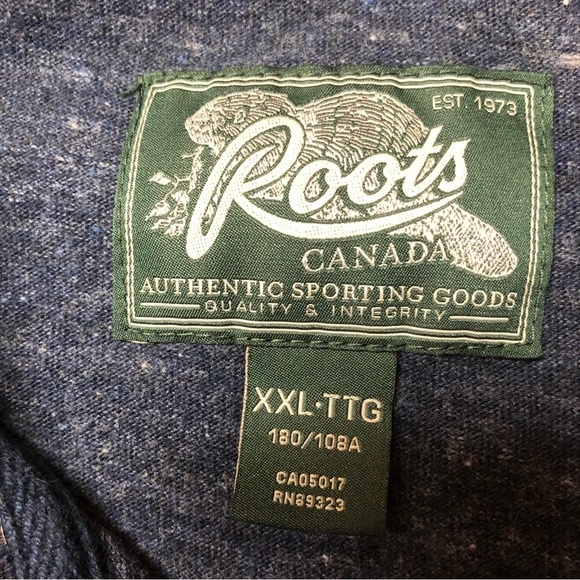 EST. 1973
Roots
CANADA
AUTHENTIC SPORTING GOODS
QUALITY & INTEGRITY
XXL·TTG
180/108A
CA05017
RN89323